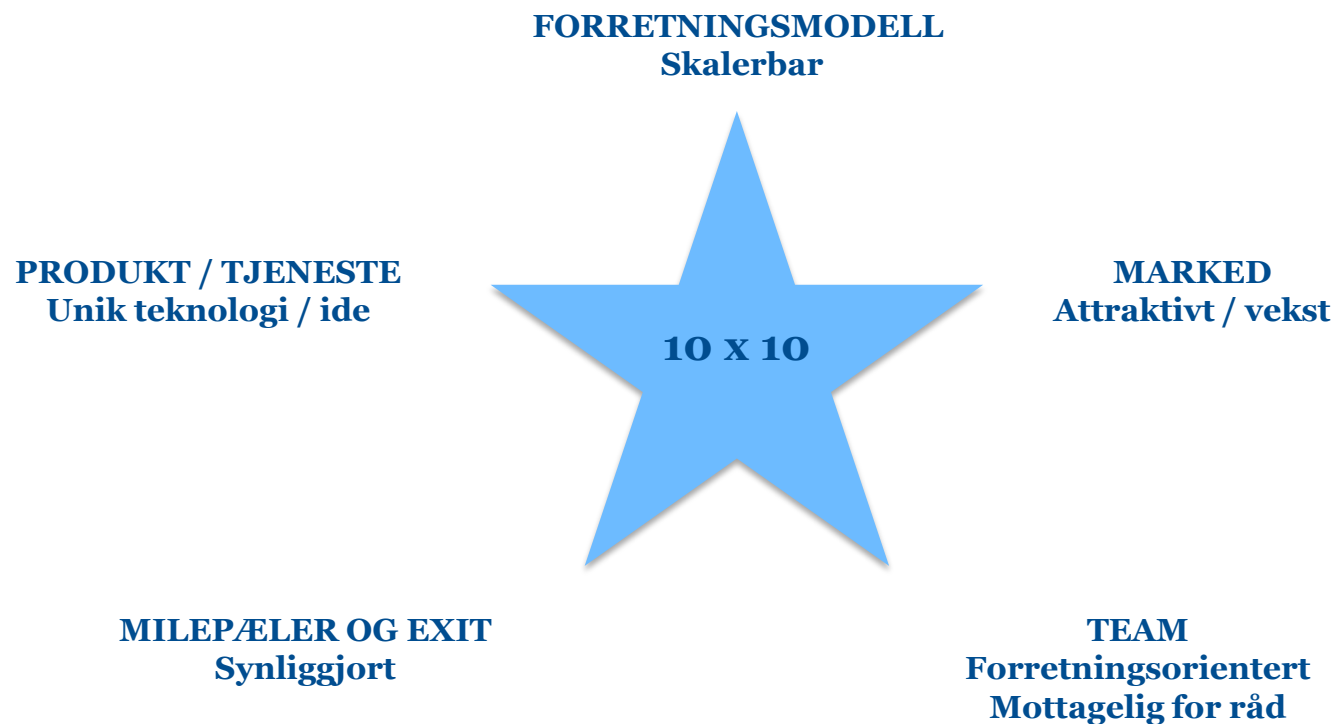 FORRETNINGSMODELL
Skalerbar
PRODUKT / TJENESTE
Unik teknologi / ide
MARKED
Attraktivt / vekst
10 x 10
MILEPÆLER OG EXIT
Synliggjort
TEAM
Forretningsorientert
Mottagelig for råd